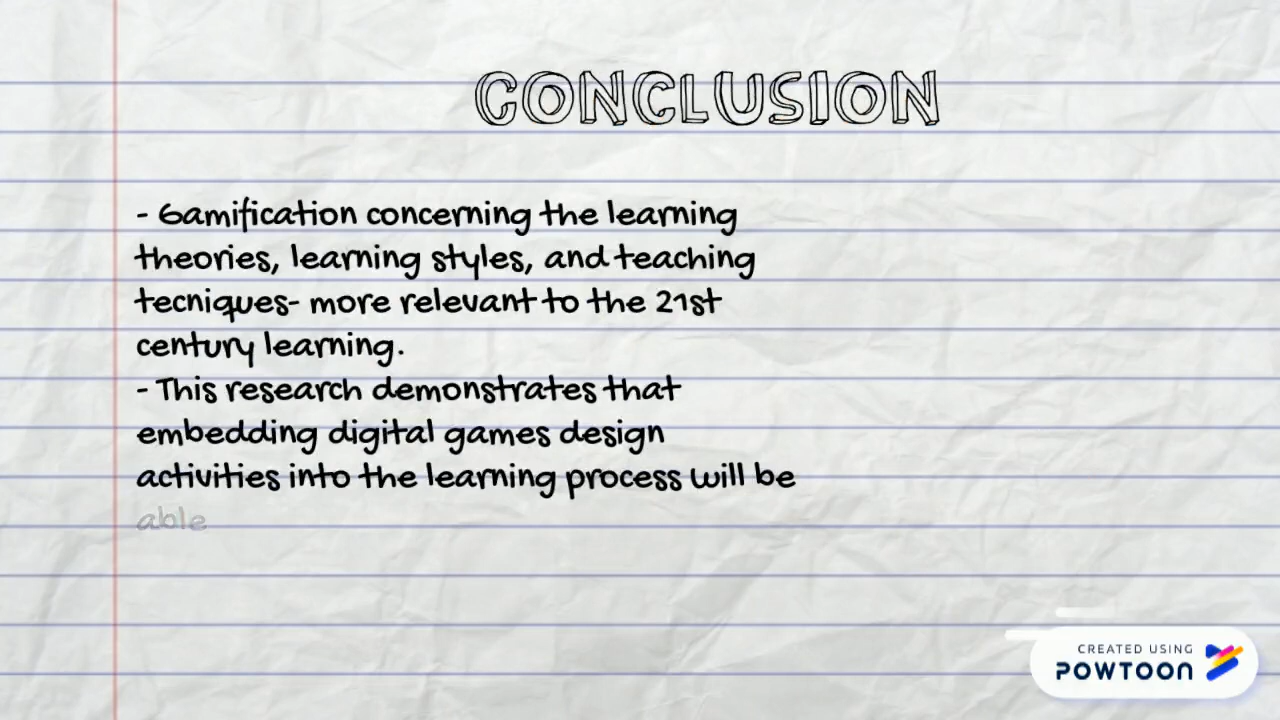 CONCLUSION
- Gamification concerning the learning
theories, learning styles, and teaching
tecniques- more relevant to the 21st
century learning.
- This research demonstrates that
embedding digital games design
activities into the learning process will be
able
CREATED USING
POWTOON